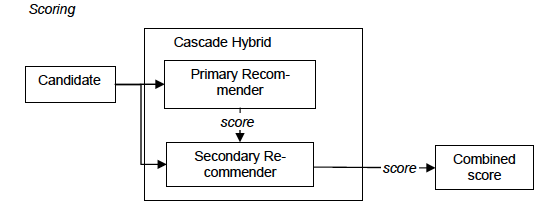 Scoring
Cascade Hybrid
Candidate
Primary Recom-
mender
score
Secondary Re-
commender
score
Combined
score